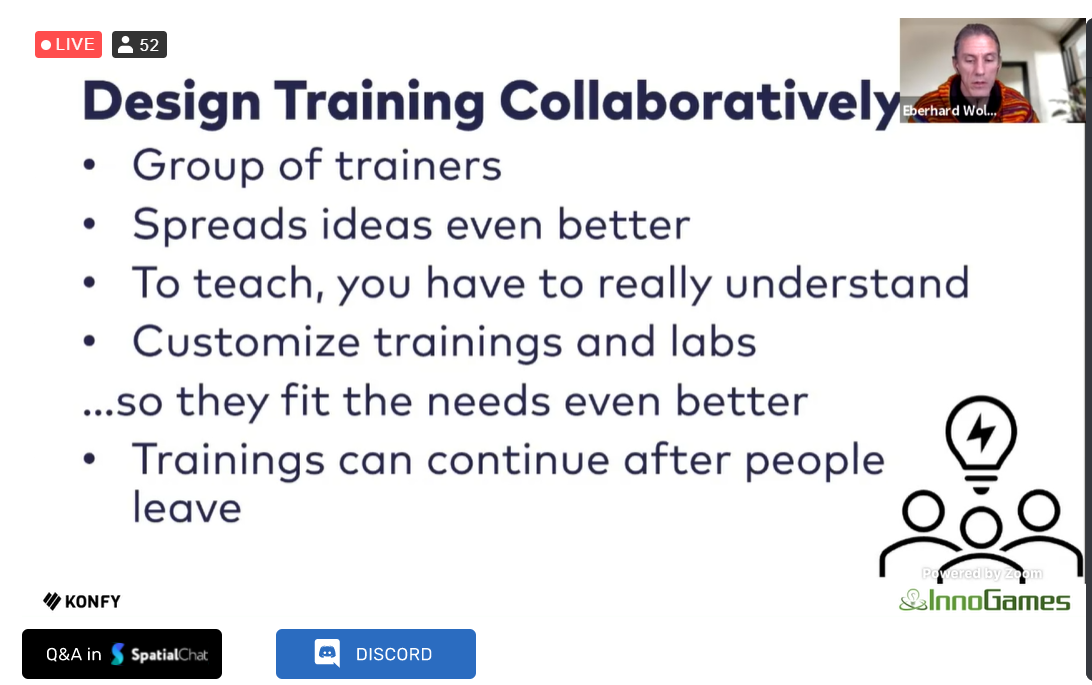 LIVE
52
Design Training Collaboratively
Eberhard Wol...
• Group of trainers
• Spreads ideas even better
• To teach, you have to really understand
• Customize trainings and labs
...so they fit the needs even better
• Trainings can continue after people
leave
Powered by Zoom
KONFY
InnoGames
Q&A in SpatialChat
DISCORD